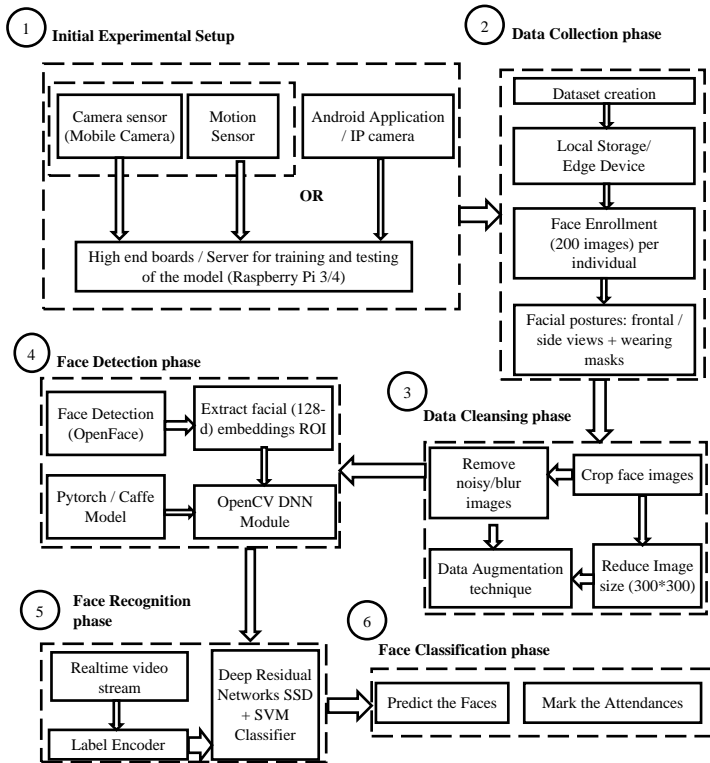 1
Initial Experimental Setup
Camera sensor
(Mobile Camera)
Motion
Sensor
Android Application
/ IP camera
OR
High end boards / Server for training and testing
of the model (Raspberry Pi 3/4)
2
Data Collection phase
Dataset creation
Local Storage/
Edge Device
Face Enrollment
(200 images) per
individual
Facial postures: frontal /
side views + wearing
masks
3
Data Cleansing phase
Remove
noisy/blur
images
Crop face images
Data Augmentation
technique
Reduce Image
size (300*300)
4
Face Detection phase
Face Detection
(OpenFace)
Extract facial (128-
d) embeddings ROI
Pytorch / Caffe
Model
OpenCV DNN
Module
5
Face Recognition
phase
Realtime video
stream
Label Encoder
Deep Residual
Networks SSD
+ SVM
Classifier
6
Face Classification phase
Predict the Faces
Mark the Attendances